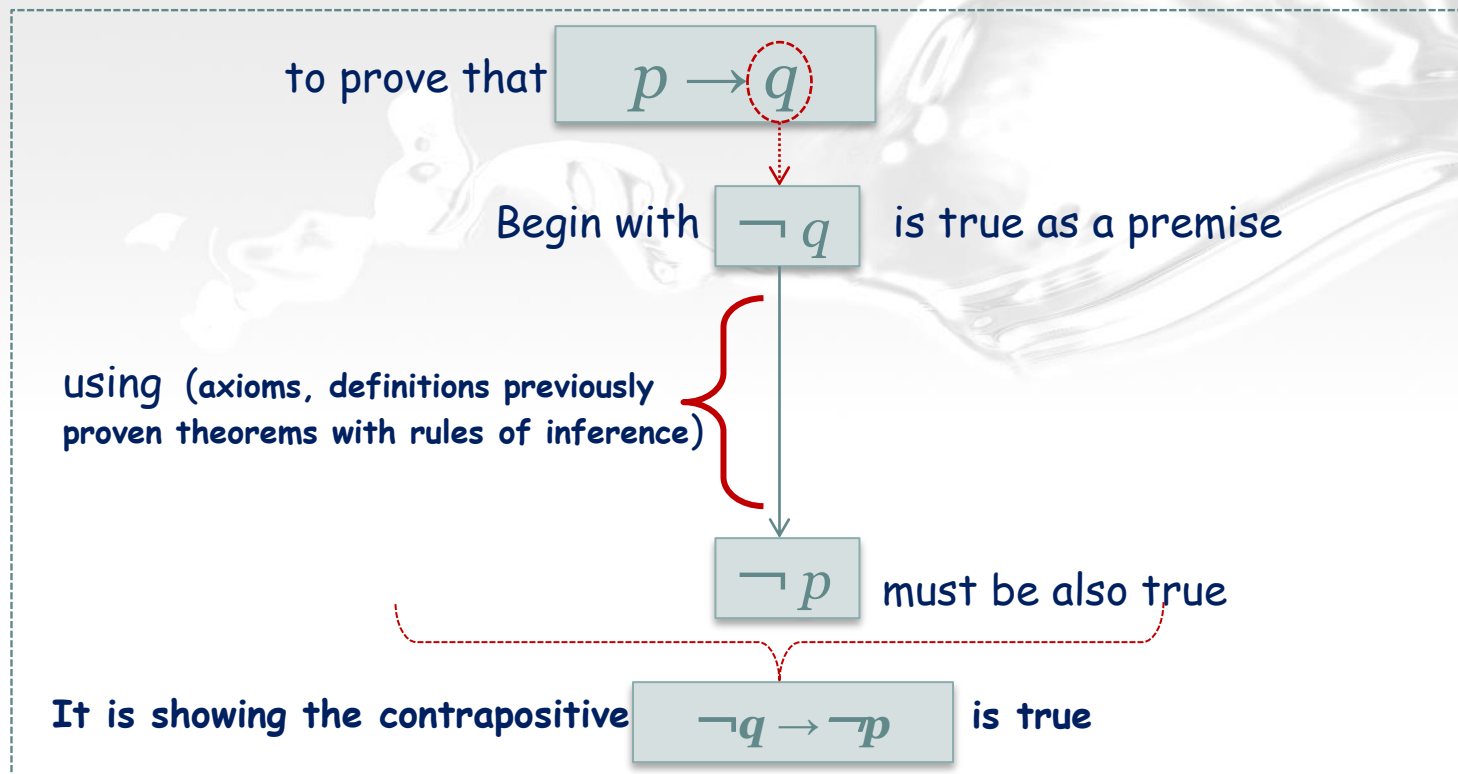 to prove that p → q
Begin with ¬ q is true as a premise
using (axioms, definitions previously
proven theorems with rules of inference)
¬ p must be also true
It is showing the contrapositive ¬q → ¬p is true